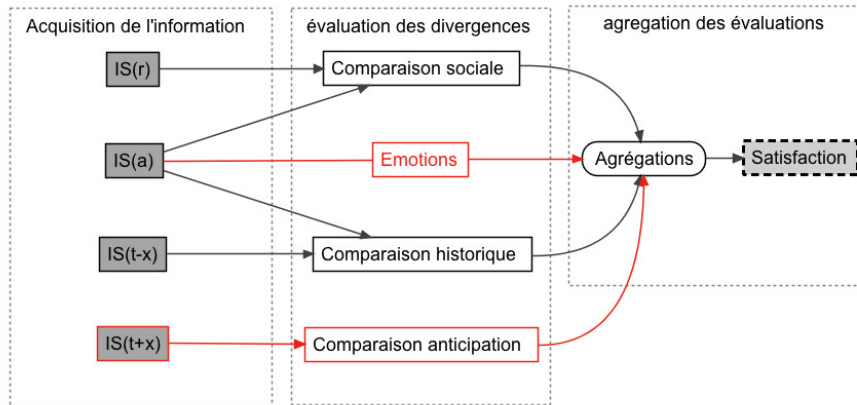 Acquisition de l'information
évaluation des divergences
agregation des évaluations
IS(r)
Comparaison sociale
IS(a)
Emotions
Agrégations
Satisfaction
IS(t-x)
Comparaison historique
IS(t+x)
Comparaison anticipation